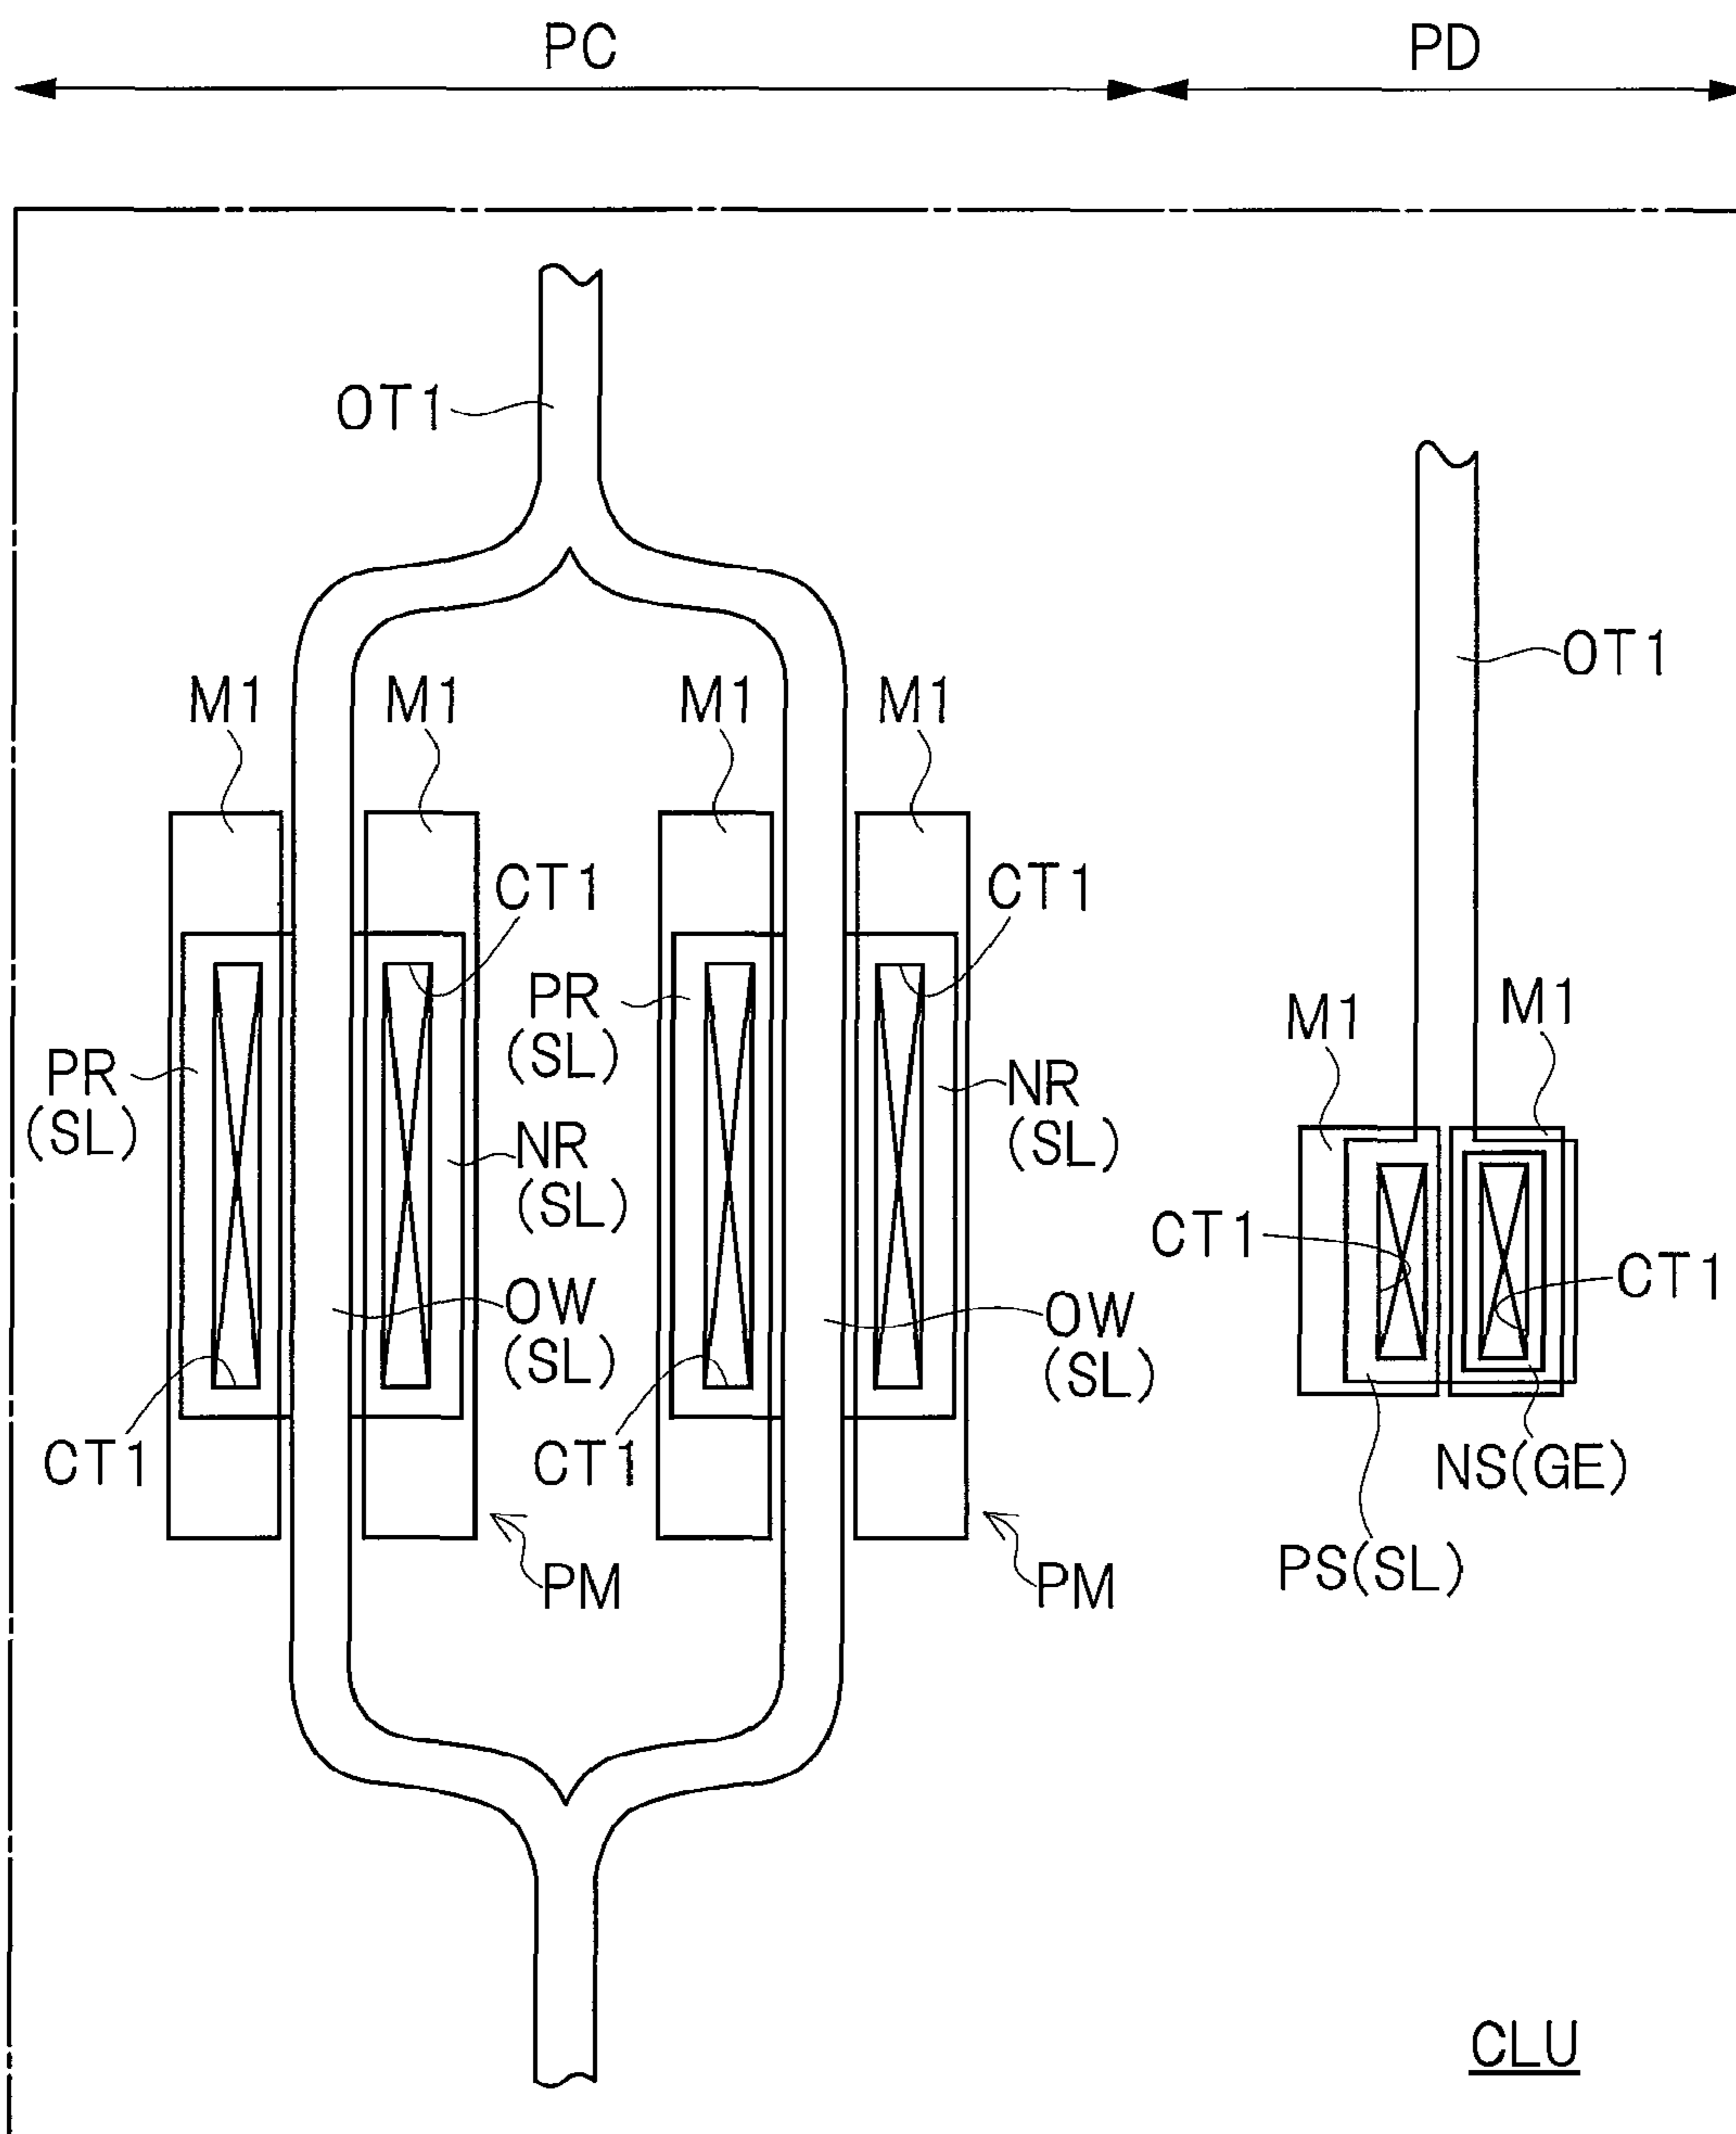 PC
PD
OT1
OT1
M1
M1
M1
M1
CT1
CT1
PR
(SL)
M1
M1
PR
(SL)
NR
(SL)
NR
(SL)
CT1
CT1
OW
(SL)
OW
(SL)
CT1
CT1
NS(GE)
PM
PM
PS(SL)
CLU